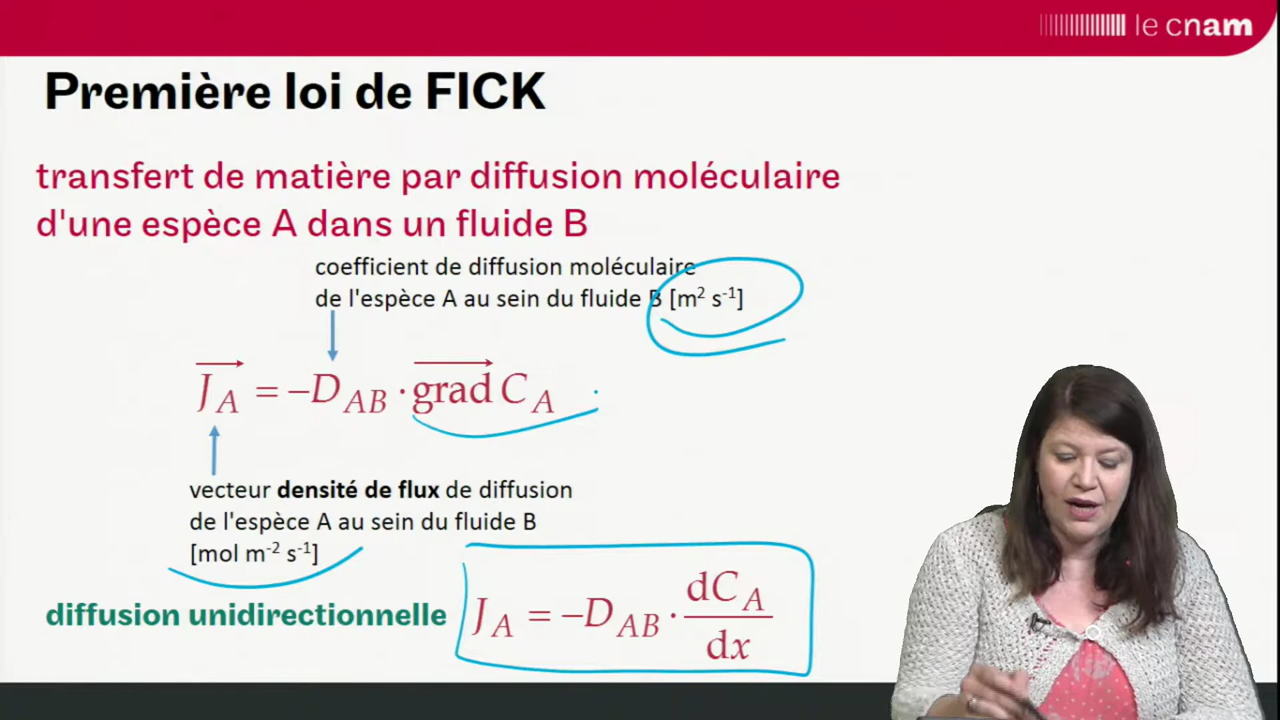 le cnam
Première loi de FICK
transfert de matière par diffusion moléculaire
d'une espèce A dans un fluide B
coefficient de diffusion moléculaire
de l'espèce A au sein du fluide B [m² s⁻¹]
J_A = –D_AB · grad C_A
vecteur densité de flux de diffusion
de l'espèce A au sein du fluide B
[mol m⁻² s⁻¹]
diffusion unidirectionnelle J_A = –D_AB · dC_A/dx